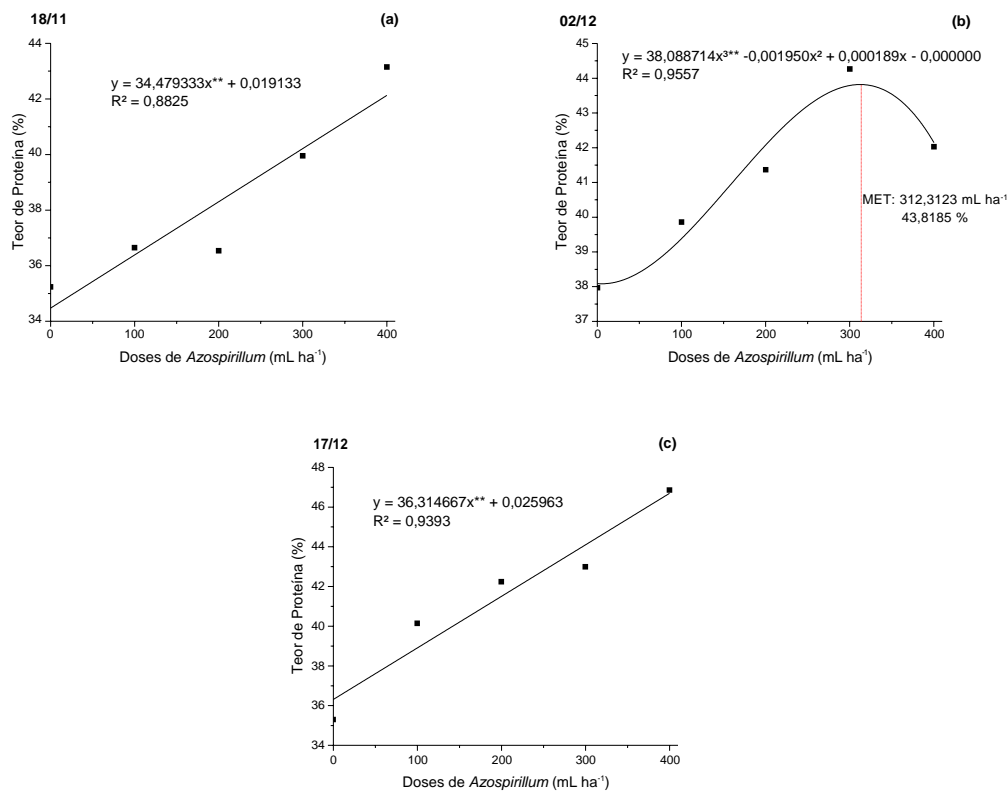 18/11
(a)
y = 34,479333x** + 0,019133
R² = 0,8825
Teor de Proteína (%)
44
42
40
38
36
34
0
100
200
300
400
Doses de Azospirillum (mL ha⁻¹)
02/12
(b)
y = 38,088714x³** -0,001950x² + 0,000189x - 0,000000
R² = 0,9557
Teor de Proteína (%)
45
44
43
42
41
40
39
38
37
MET: 312,3123 mL ha⁻¹
43,8185 %
0
100
200
300
400
Doses de Azospirillum (mL ha⁻¹)
17/12
(c)
y = 36,314667x** + 0,025963
R² = 0,9393
Teor de Proteína (%)
48
46
44
42
40
38
36
34
0
100
200
300
400
Doses de Azospirillum (mL ha⁻¹)